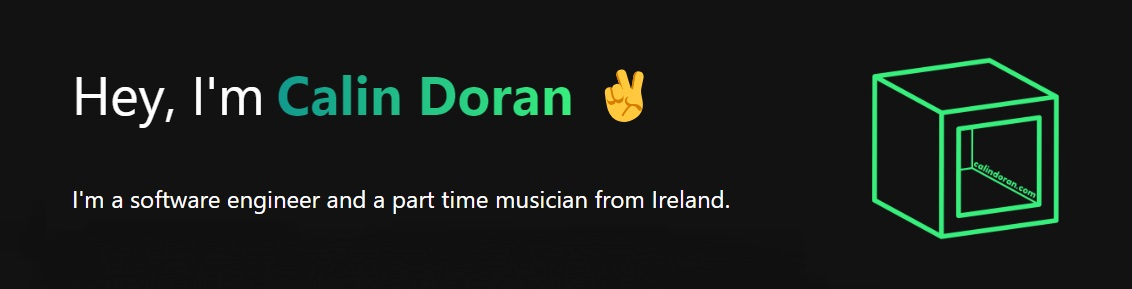 Hey, I'm Calin Doran ✌️
I'm a software engineer and a part time musician from Ireland.
calindoran.com